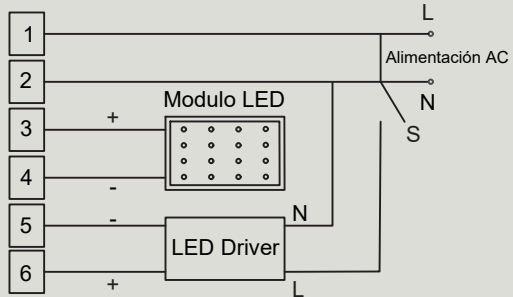 L
1
Alimentación AC
2
Modulo LED
N
3
+
S
4
-
5
-
N
LED Driver
6
+
L